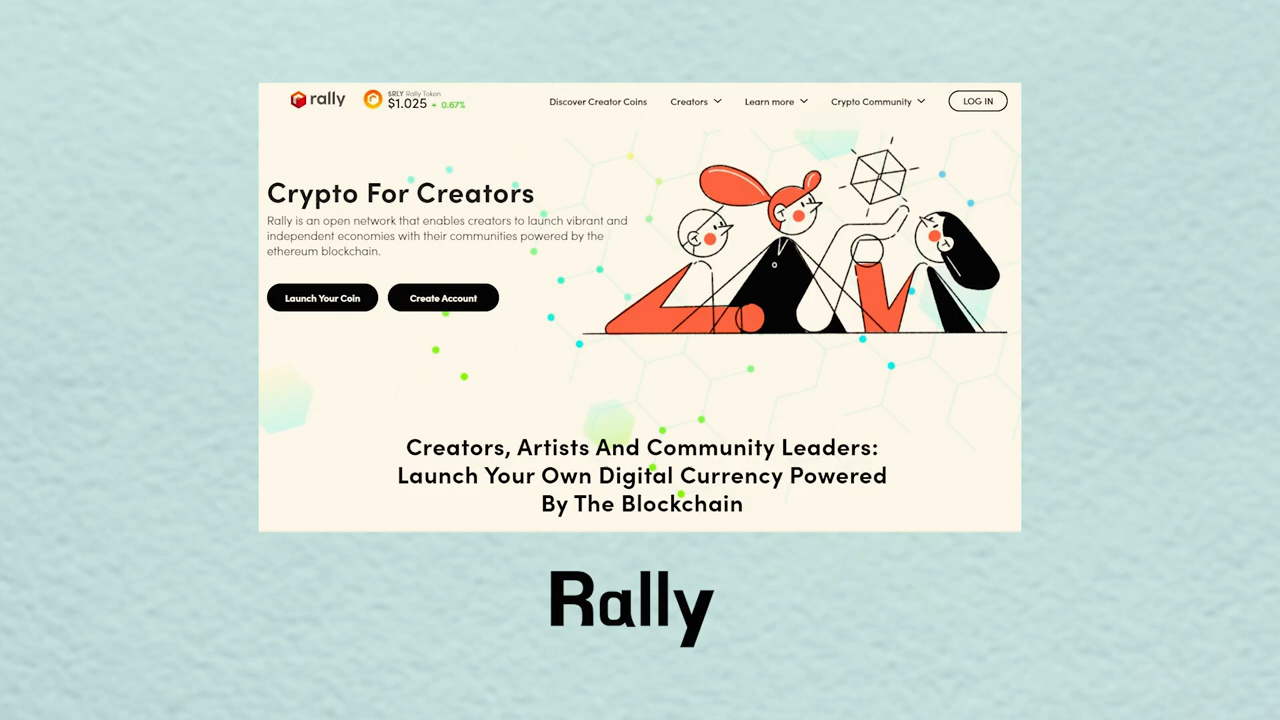 rally
$RLY Rally Token
$1.025 0.67%
Discover Creator Coins
Creators
Learn more
Crypto Community
LOG IN
Crypto For Creators
Rally is an open network that enables creators to launch vibrant and
independent economies with their communities powered by the
ethereum blockchain.
Launch Your Coin
Create Account
Creators, Artists And Community Leaders:
Launch Your Own Digital Currency Powered
By The Blockchain
Rally